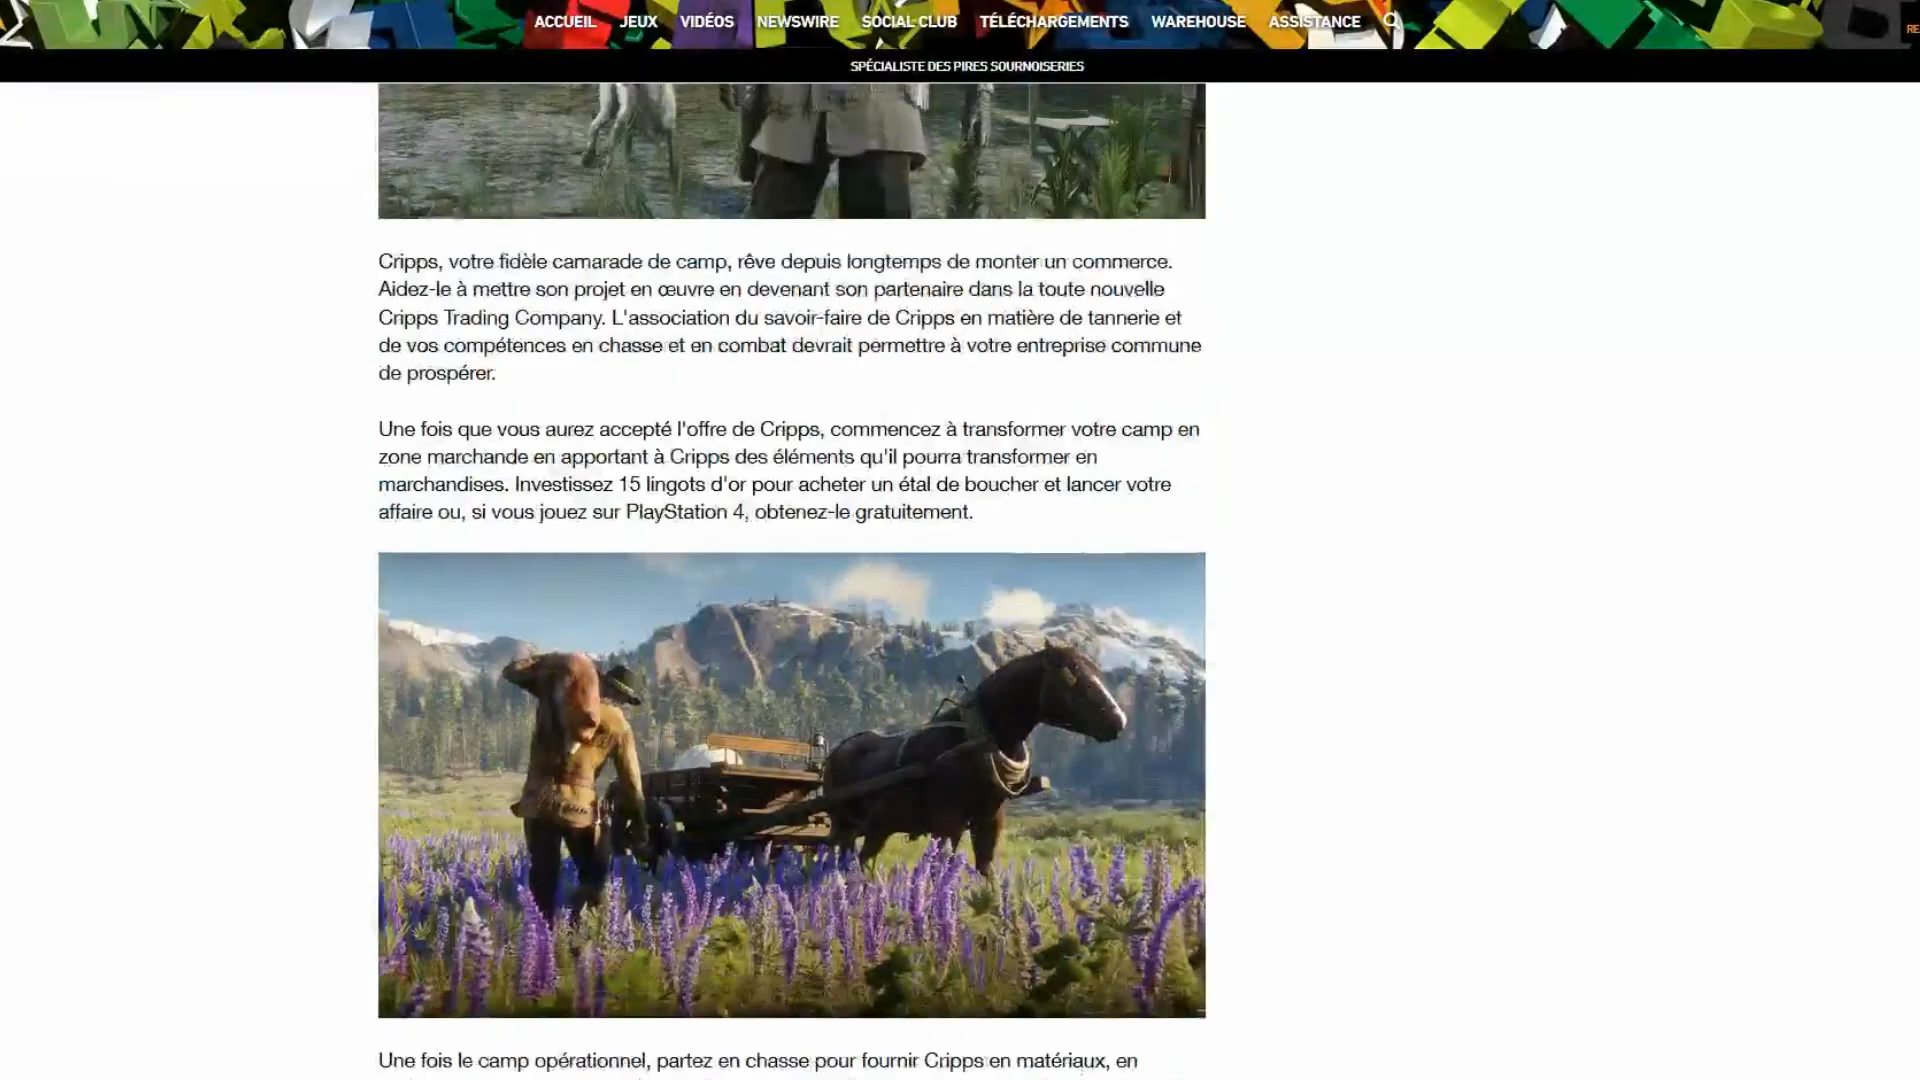 ACCUEIL JEUX VIDÉOS NEWSWIRE SOCIAL CLUB TÉLÉCHARGEMENTS WAREHOUSE ASSISTANCE
SPÉCIALISTE DES PIRES SOURNOISERIES
Cripps, votre fidèle camarade de camp, rêve depuis longtemps de monter un commerce.
Aidez-le à mettre son projet en œuvre en devenant son partenaire dans la toute nouvelle
Cripps Trading Company. L'association du savoir-faire de Cripps en matière de tannerie et
de vos compétences en chasse et en combat devrait permettre à votre entreprise commune
de prospérer.
Une fois que vous aurez accepté l'offre de Cripps, commencez à transformer votre camp en
zone marchande en apportant à Cripps des éléments qu'il pourra transformer en
marchandises. Investissez 15 lingots d'or pour acheter un étal de boucher et lancer votre
affaire ou, si vous jouez sur PlayStation 4, obtenez-le gratuitement.
Une fois le camp opérationnel, partez en chasse pour fournir Cripps en matériaux, en